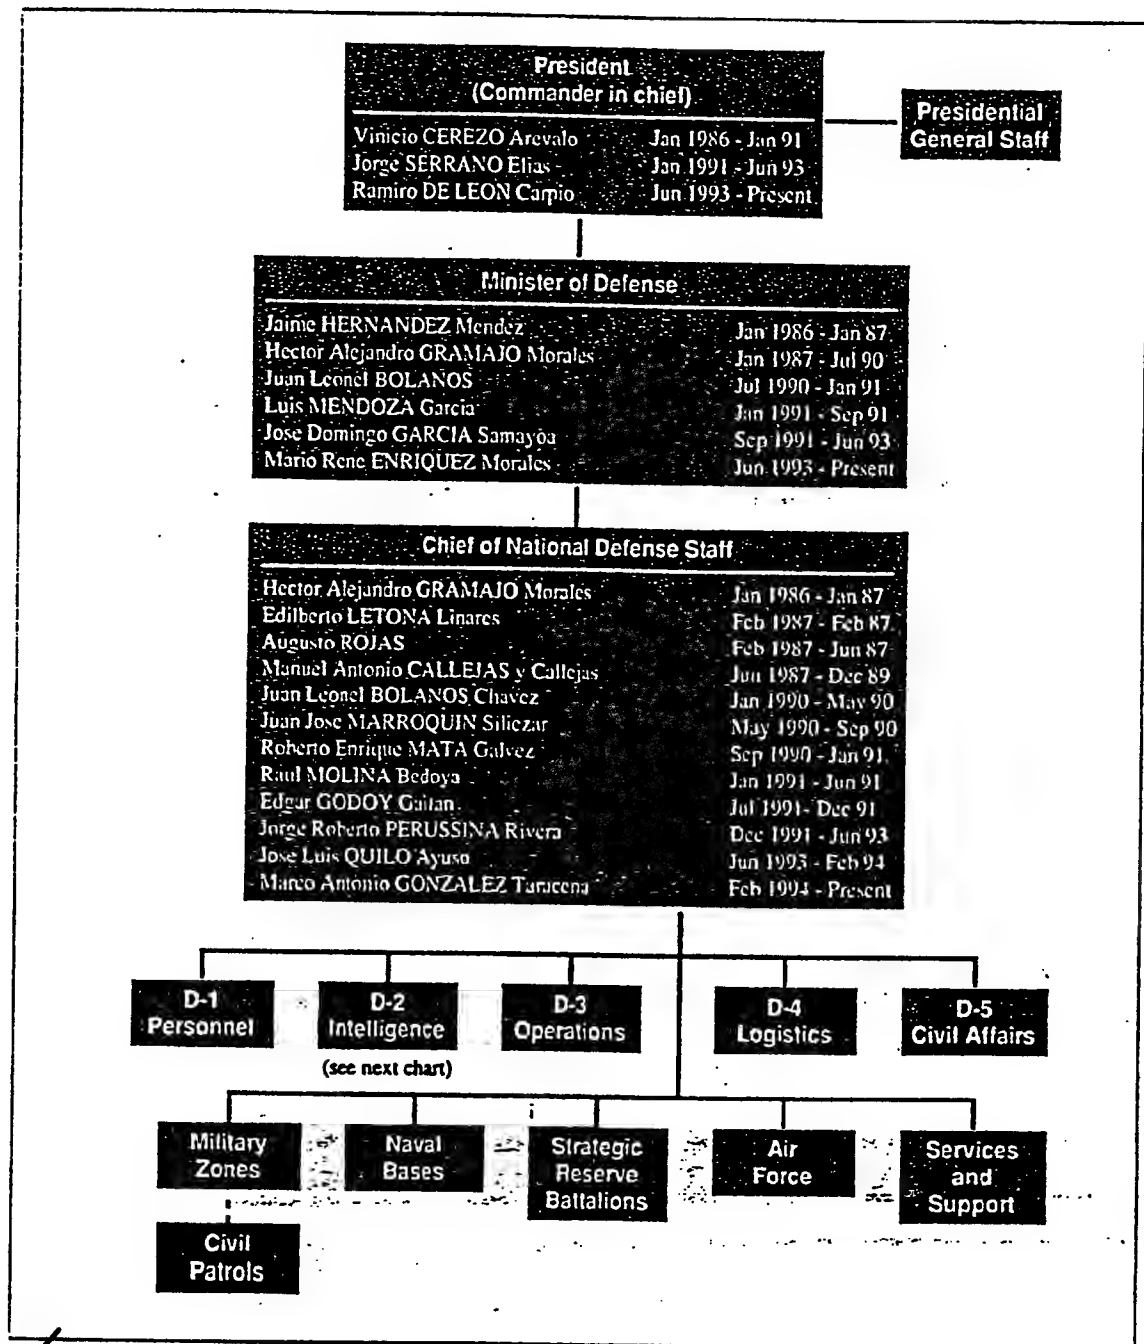 President
(Commander in chief)
Vinicio CEREZO Arevalo Jan 1986 - Jan 91
Jorge SERRANO Elias Jan 1991 - Jun 93
Ramiro DE LEON Carpio Jun 1993 - Present
Presidential
General Staff
Minister of Defense
Jaime HERNANDEZ Mendez Jan 1986 - Jan 87
Hector Alejandro GRAMAJO Morales Jan 1987 - Jul 90
Juan Leonel BOLANOS Jul 1990 - Jan 91
Luis MENDOZA Garcia Jan 1991 - Sep 91
Jose Domingo GARCIA Samayoa Sep 1991 - Jun 93
Mario Rene ENRIQUEZ Morales Jun 1993 - Present
Chief of National Defense Staff
Hector Alejandro GRAMAJO Morales Jan 1986 - Jan 87
Edilberto LETONA Linares Feb 1987 - Feb 87
Augusto ROJAS Feb 1987 - Jun 87
Manuel Antonio CALLEJAS y Callejas Jun 1987 - Dec 89
Juan Leonel BOLANOS Chavez Jan 1990 - May 90
Juan Jose MARROQUIN Siliezar May 1990 - Sep 90
Roberto Enrique MATA Galvez Sep 1990 - Jan 91
Raul MOLINA Bedoya Jan 1991 - Jun 91
Edgar GODOY Gaitan Jul 1991- Dec 91
Jorge Roberto PERUSSINA Rivera Dec 1991 - Jun 93
Jose Luis QUILO Ayuso Jun 1993 - Feb 94
Marco Antonio GONZALEZ Taracena Feb 1994 - Present
D-1
Personnel
D-2
Intelligence
(see next chart)
D-3
Operations
D-4
Logistics
D-5
Civil Affairs
Military
Zones
Naval
Bases
Strategic
Reserve
Battalions
Air
Force
Services
and
Support
Civil
Patrols